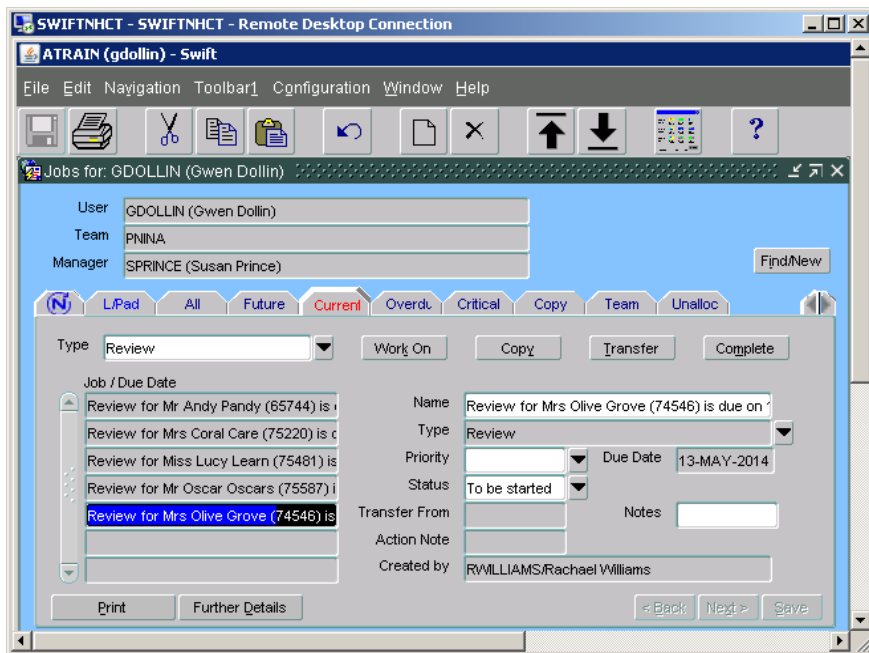 SWIFTNHCT - SWIFTNHCT - Remote Desktop Connection
ATRAIN (gdollin) - Swift
File Edit Navigation Toolbar1 Configuration Window Help
?
Jobs for: GDOLLIN (Gwen Dollin)
User GDOLLIN (Gwen Dollin)
Team PNINA
Manager SPRINCE (Susan Prince)
Find/New
N L/Pad All Future Current Overdu Critical Copy Team Unalloc
Type Review Work On Copy Transfer Complete
Job / Due Date
Review for Mr Andy Pandy (65744) is
Name Review for Mrs Olive Grove (74546) is due on
Review for Mrs Coral Care (75220) is
Type Review
Review for Miss Lucy Learn (75481) is
Priority Due Date 13-MAY-2014
Review for Mr Oscar Oscars (75587) i
Status To be started
Review for Mrs Olive Grove (74546) is
Transfer From Notes
Action Note
Created by RWILLIAMS/Rachael Williams
Print Further Details < Back Next > Save